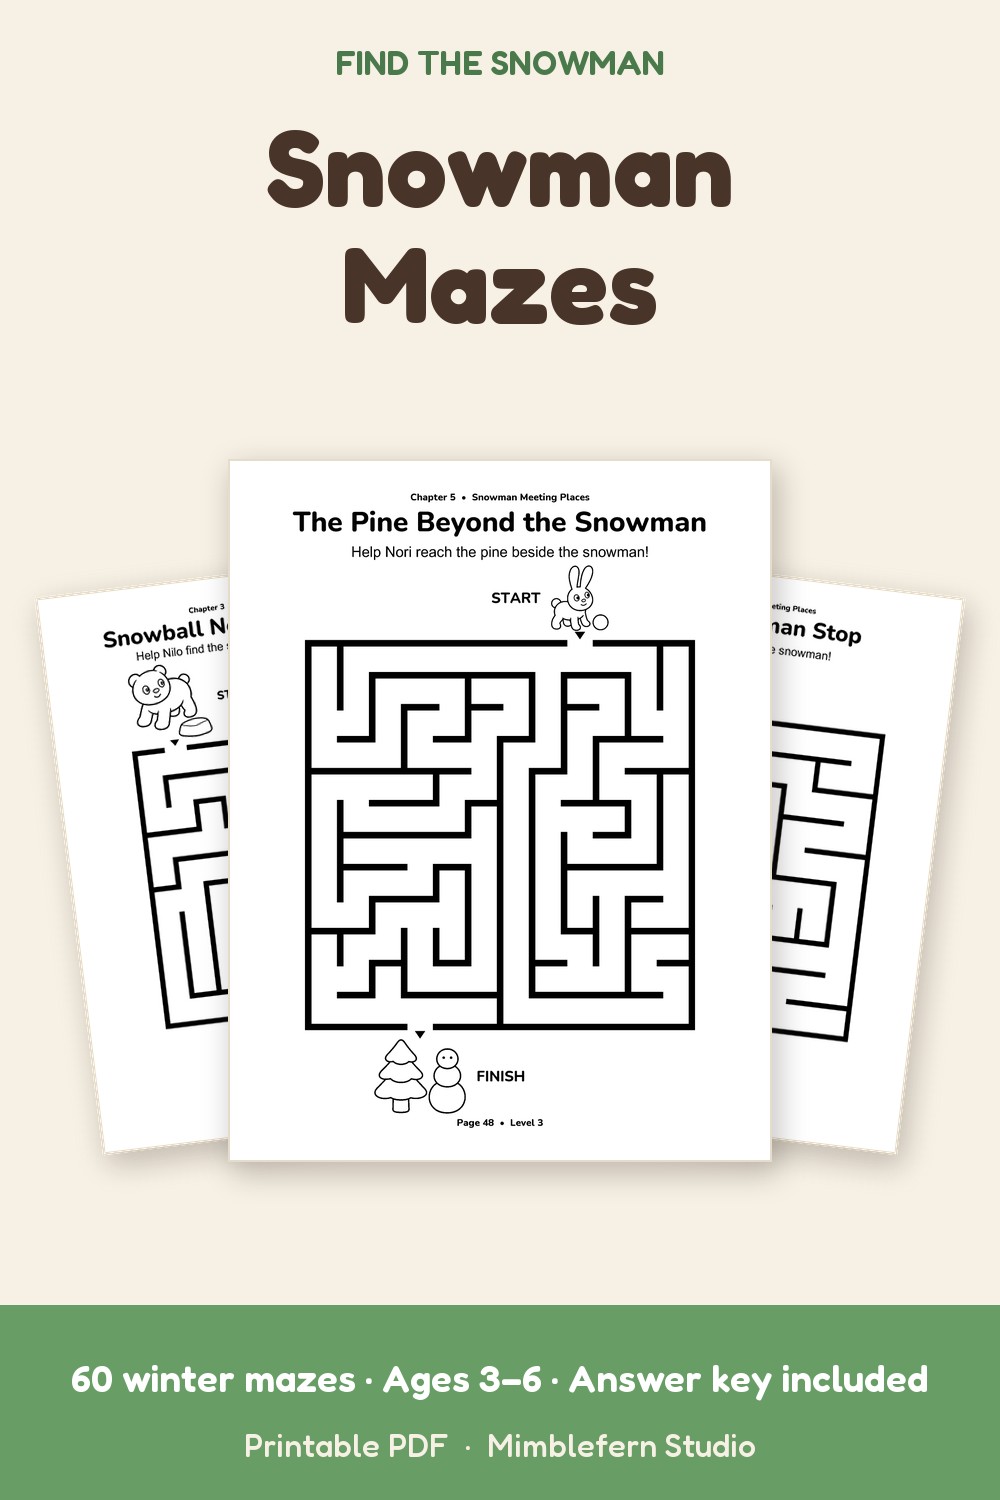 FIND THE SNOWMAN
Snowman
Mazes
Chapter 5 • Snowman Meeting Places
The Pine Beyond the Snowman
Help Nori reach the pine beside the snowman!
START
FINISH
Page 48 • Level 3
Chapter 3
Snowball
Help Nilo find the
Places
Stop
snowman!
60 winter mazes · Ages 3–6 · Answer key included
Printable PDF · Mimblefern Studio